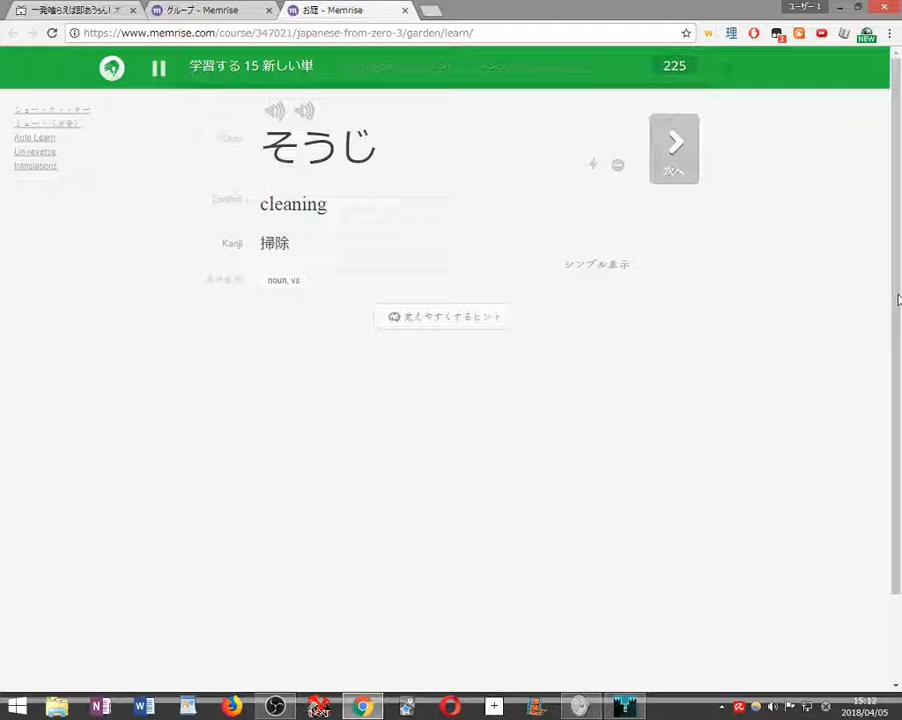 一発喰らえば即あうぅん! オ
グループ - Memrise
お庭 - Memrise
ユーザー 1
https://www.memrise.com/course/347021/japanese-from-zero-3/garden/learn/
NEW
学習する 15 新しい単
225
Auto Learn
Un-reverse
translations
そうじ
English
cleaning
Kanji
掃除
noun, vs
次へ
シンプル表示
覚えやすくするヒント
15:12
2018/04/05